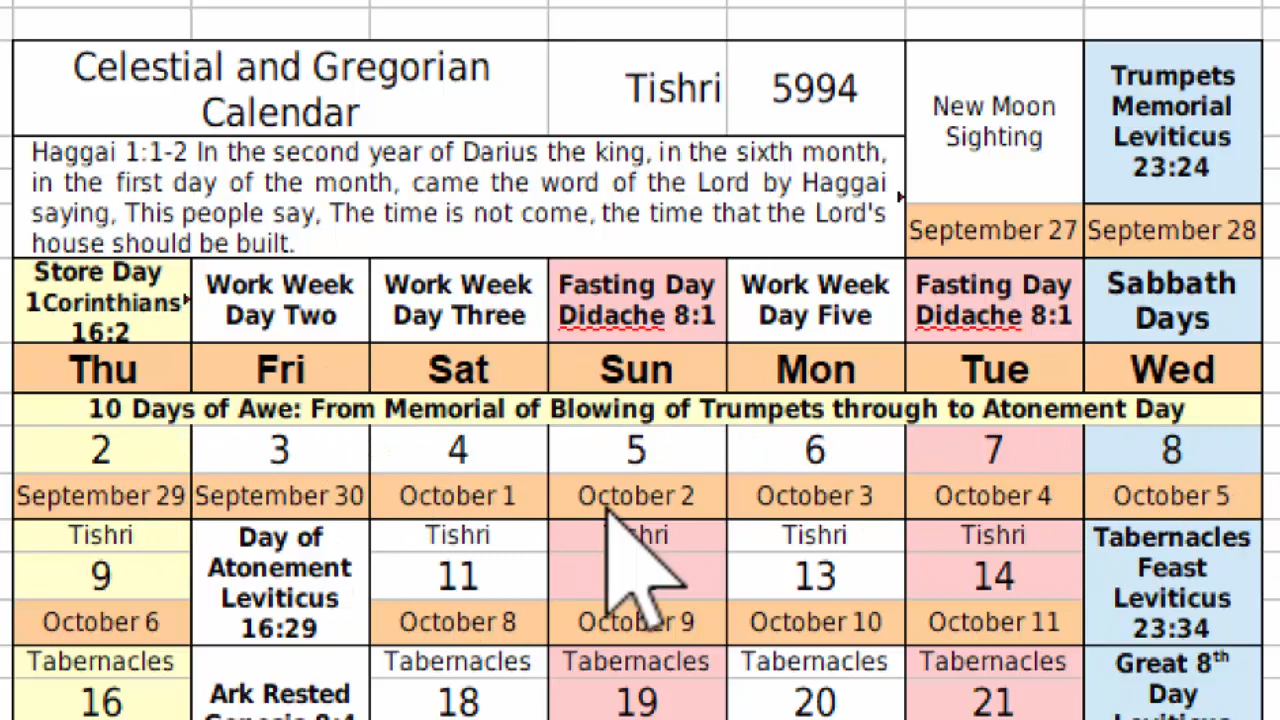 Celestial and Gregorian
Calendar
Tishri
5994
New Moon
Sighting
Trumpets
Memorial
Leviticus
23:24
Haggai 1:1-2 In the second year of Darius the king, in the sixth month,
in the first day of the month, came the word of the Lord by Haggai
saying, This people say, The time is not come, the time that the Lord's
house should be built.
September 27
September 28
Store Day
1Corinthians
16:2
Work Week
Day Two
Work Week
Day Three
Fasting Day
Didache 8:1
Work Week
Day Five
Fasting Day
Didache 8:1
Sabbath
Days
Thu
Fri
Sat
Sun
Mon
Tue
Wed
10 Days of Awe: From Memorial of Blowing of Trumpets through to Atonement Day
2
3
4
5
6
7
8
September 29
September 30
October 1
October 2
October 3
October 4
October 5
Tishri
9
October 6
Day of
Atonement
Leviticus
16:29
Tishri
11
October 8
October 9
Tishri
13
October 10
Tishri
14
October 11
Tabernacles
Feast
Leviticus
23:34
Tabernacles
16
Ark Rested
Tabernacles
18
Tabernacles
19
Tabernacles
20
Tabernacles
21
Great 8th
Day